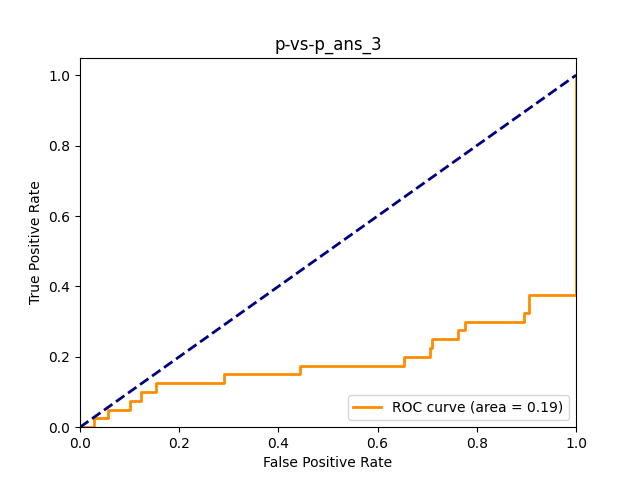 p-vs-p_ans_3
True Positive Rate
1.0
0.8
0.6
0.4
0.2
0.0
ROC curve (area = 0.19)
0.0 0.2 0.4 0.6 0.8 1.0
False Positive Rate